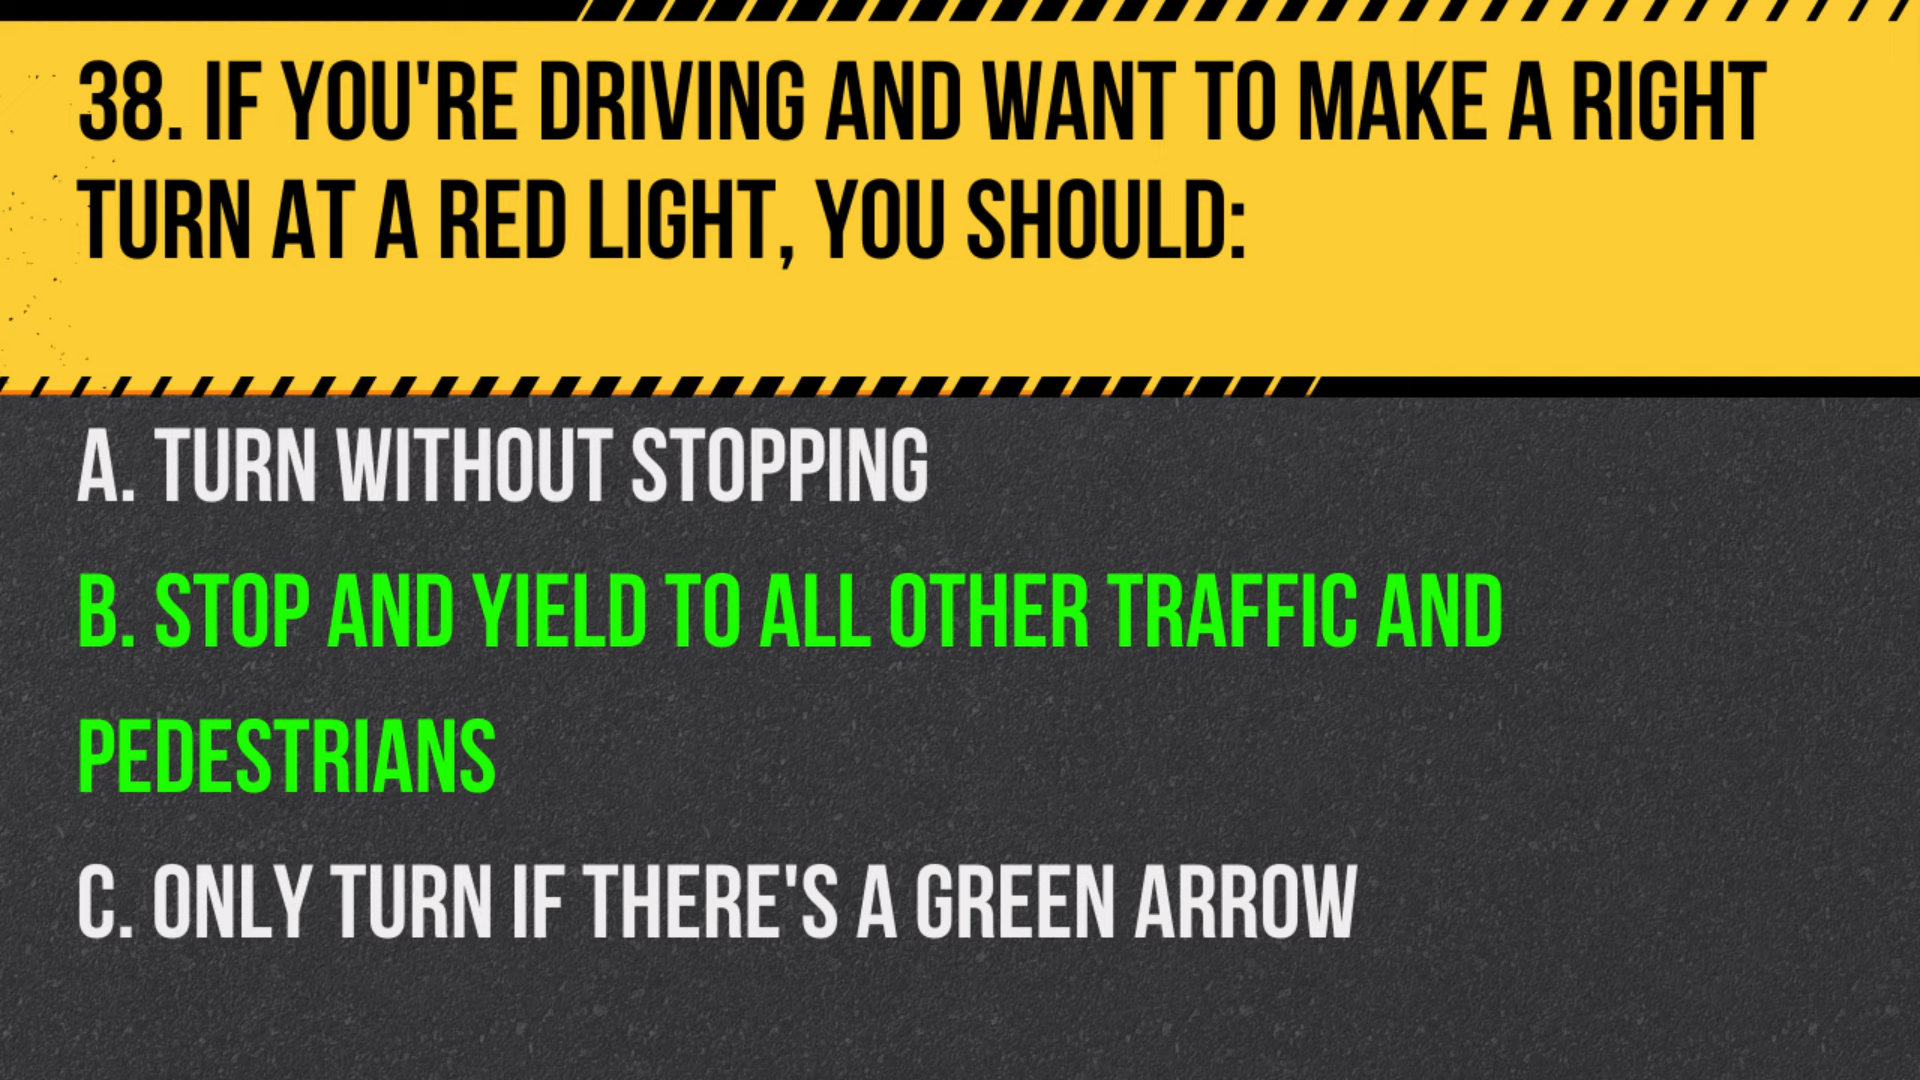 38. IF YOU'RE DRIVING AND WANT TO MAKE A RIGHT
TURN AT A RED LIGHT, YOU SHOULD:
A. TURN WITHOUT STOPPING
B. STOP AND YIELD TO ALL OTHER TRAFFIC AND
PEDESTRIANS
C. ONLY TURN IF THERE'S A GREEN ARROW